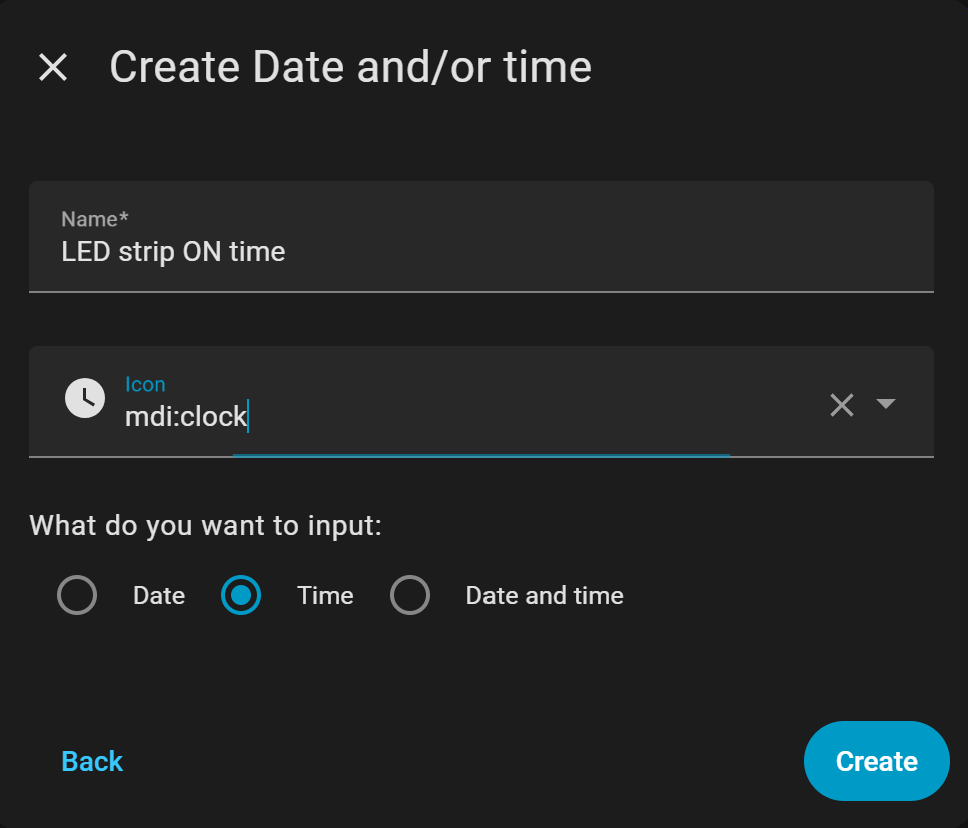 Create Date and/or time
Name*
LED strip ON time
Icon
mdi:clock
What do you want to input:
Date Time Date and time
Back Create